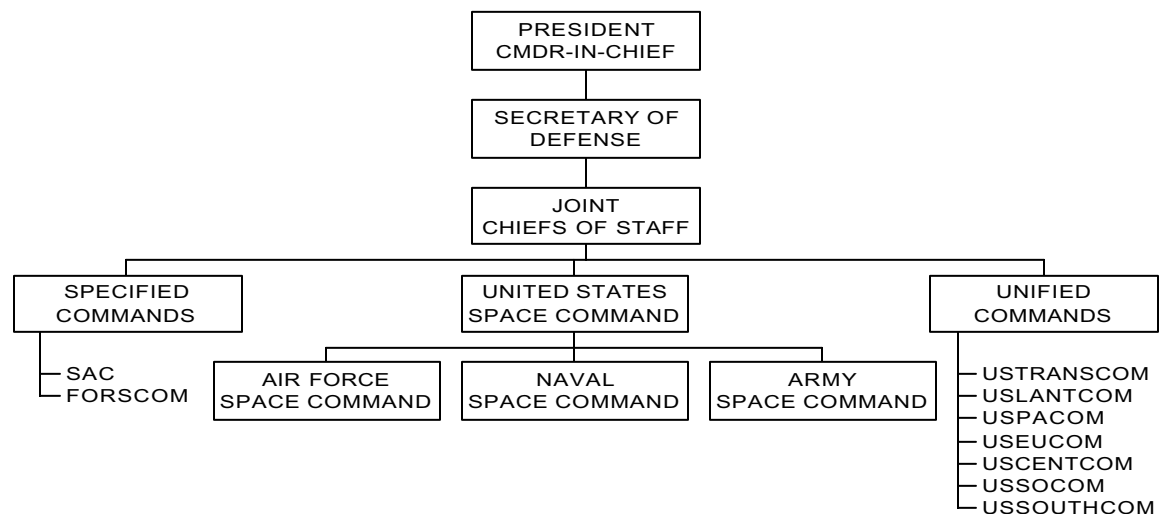 PRESIDENT
CMDR-IN-CHIEF
SECRETARY OF
DEFENSE
JOINT
CHIEFS OF STAFF
SPECIFIED
COMMANDS
UNITED STATES
SPACE COMMAND
UNIFIED
COMMANDS
SAC
FORSCOM
AIR FORCE
SPACE COMMAND
NAVAL
SPACE COMMAND
ARMY
SPACE COMMAND
USTRANSCOM
USLANTCOM
USPACOM
USEUCOM
USCENTCOM
USSOCOM
USSOUTHCOM